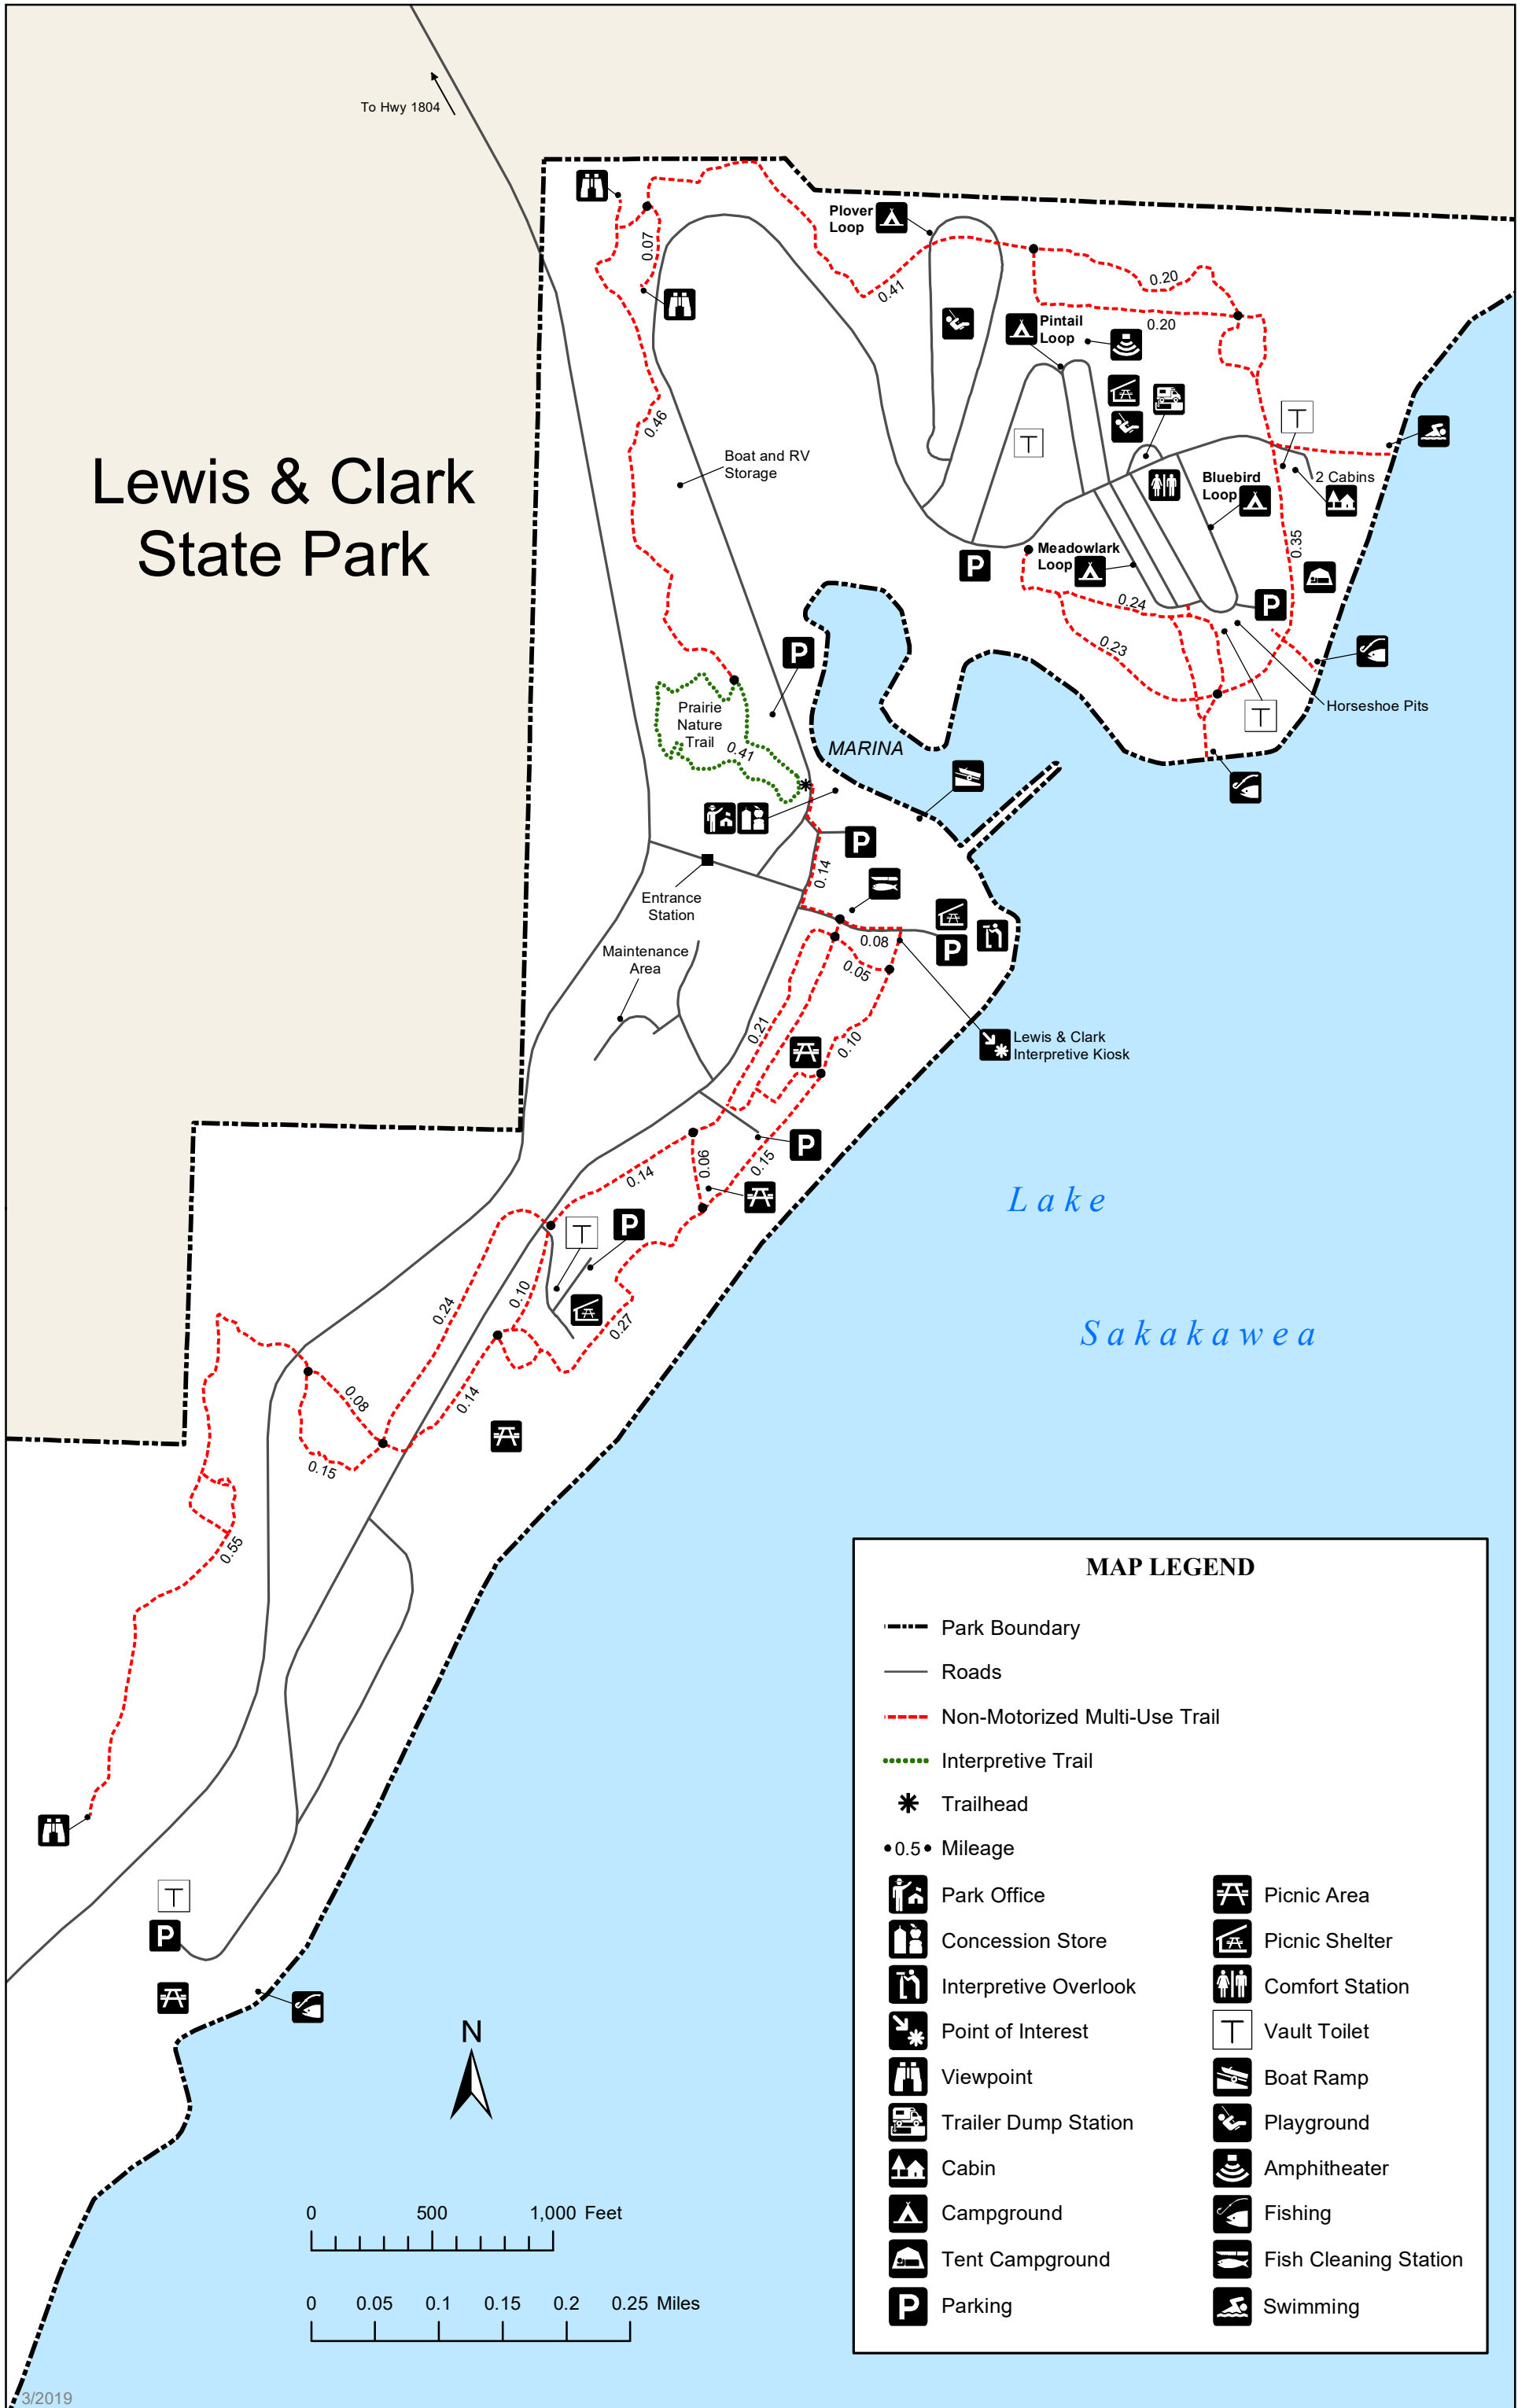 To Hwy 1804
Lewis & Clark
State Park
Plover
Loop
0.07
0.41
0.20
0.20
Pintail
Loop
0.46
Boat and RV
Storage
T
T
2 Cabins
Bluebird
Loop
0.35
P
Meadowlark
Loop
0.24
P
0.23
P
Horseshoe Pits
T
Prairie
Nature
Trail
0.41
MARINA
P
0.14
Entrance
Station
Maintenance
Area
0.08
P
0.05
0.21
0.10
Lewis & Clark
Interpretive Kiosk
P
0.06
0.15
0.14
Lake
T
P
0.10
0.24
0.27
Sakakawea
0.08
0.14
0.15
0.55
T
P
N
0 500 1,000 Feet
0 0.05 0.1 0.15 0.2 0.25 Miles
MAP LEGEND
Park Boundary
Roads
Non-Motorized Multi-Use Trail
Interpretive Trail
Trailhead
0.5 Mileage
Park Office
Concession Store
Interpretive Overlook
Point of Interest
Viewpoint
Trailer Dump Station
Cabin
Campground
Tent Campground
P Parking
Picnic Area
Picnic Shelter
Comfort Station
T Vault Toilet
Boat Ramp
Playground
Amphitheater
Fishing
Fish Cleaning Station
Swimming
3/2019